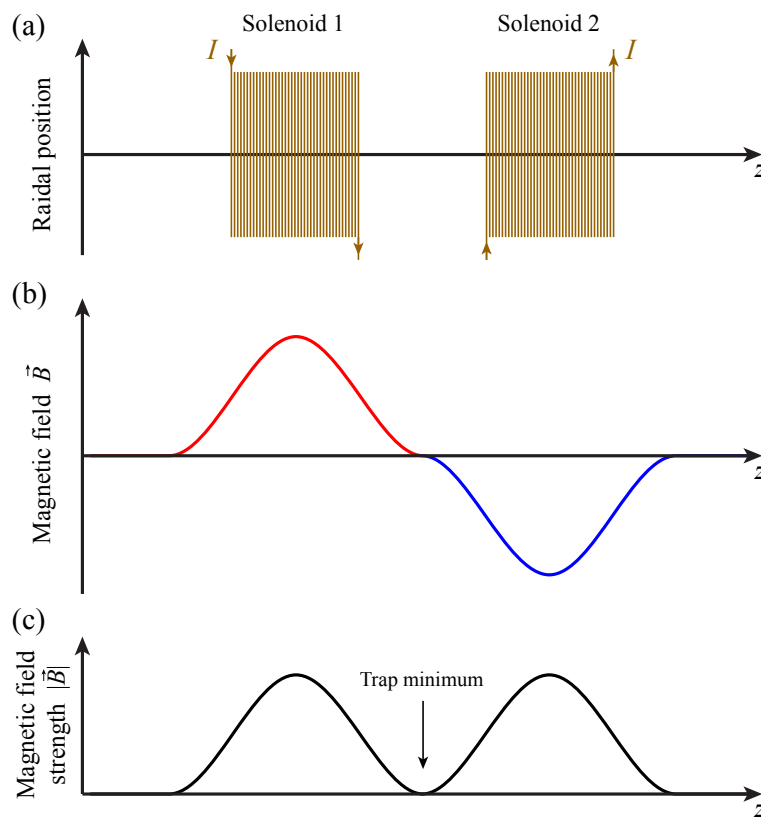 (a)
Solenoid 1
Solenoid 2
I
I
Raidal position
z
(b)
Magnetic field B⃗
z
(c)
Magnetic field
strength |B⃗|
Trap minimum
z